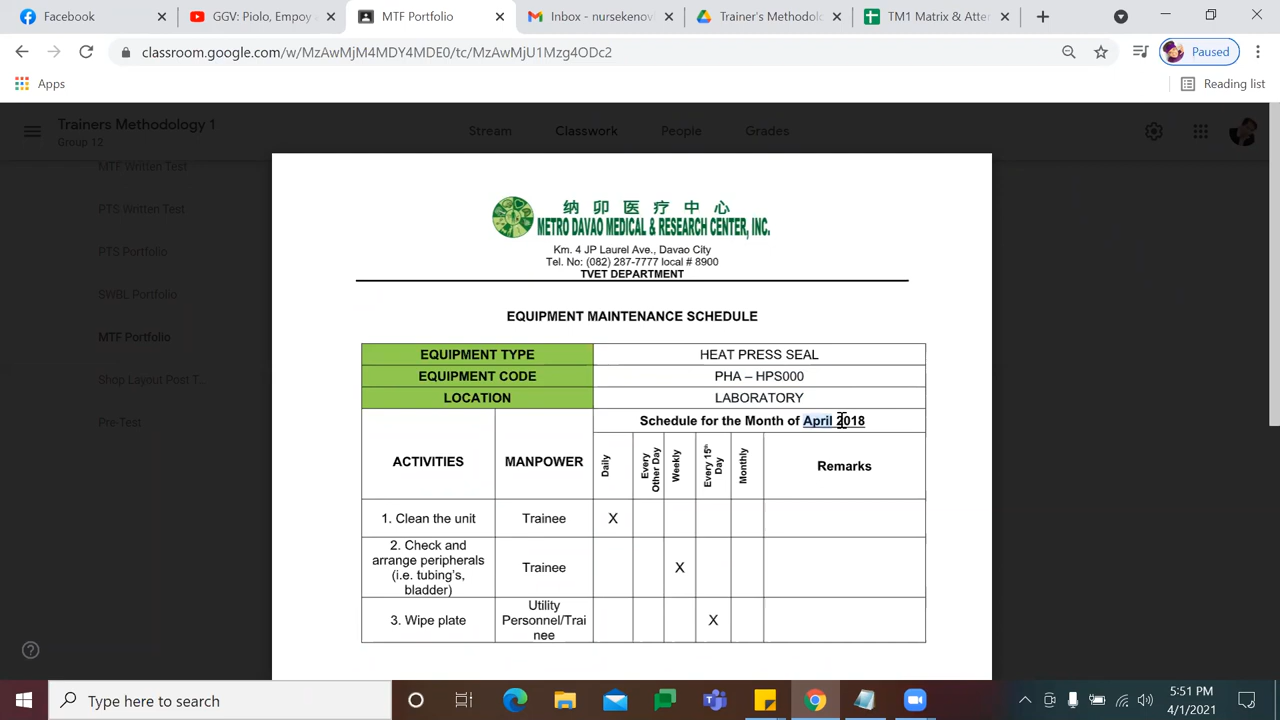 Facebook
GGV: Piolo, Empoy
MTF Portfolio
Inbox - nursekenov
Trainer's Methodolo
TM1 Matrix & Atter
classroom.google.com/w/MzAwMjM4MDY4MDE0/tc/MzAwMjU1Mzg4ODc2
Paused
Apps
Reading list
Trainers Methodology 1
Group 12
Stream
Classwork
People
Grades
MTF Written Test
PTS Written Test
PTS Portfolio
SWBL Portfolio
MTF Portfolio
Shop Layout Post T...
Pre-Test
纳卯医疗中心
METRO DAVAO MEDICAL & RESEARCH CENTER, INC.
Km. 4 JP Laurel Ave., Davao City
Tel. No: (082) 287-7777 local # 8900
TVET DEPARTMENT
EQUIPMENT MAINTENANCE SCHEDULE
EQUIPMENT TYPE HEAT PRESS SEAL
EQUIPMENT CODE PHA – HPS000
LOCATION LABORATORY
Schedule for the Month of April 2018
ACTIVITIES MANPOWER Daily Every Other Day Weekly Every 15th Day Monthly Remarks
1. Clean the unit Trainee X
2. Check and
arrange peripherals
(i.e. tubing's,
bladder)
Trainee X
3. Wipe plate
Utility
Personnel/Trai
nee
X
Type here to search
5:51 PM
4/1/2021